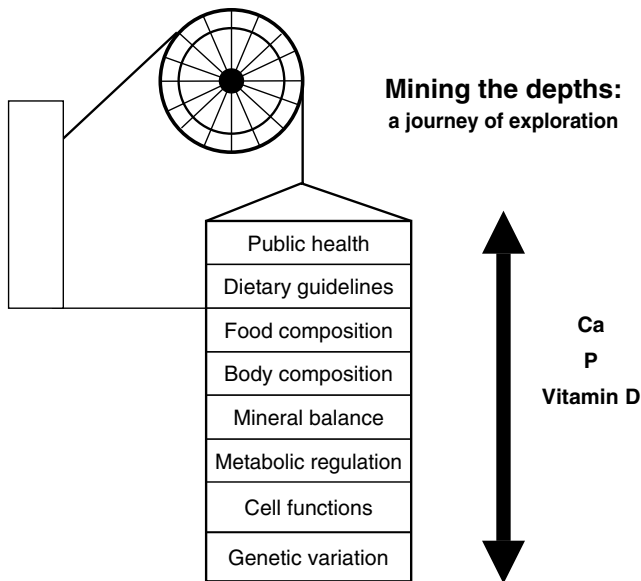 Mining the depths:
a journey of exploration
Public health
Dietary guidelines
Food composition
Body composition
Mineral balance
Metabolic regulation
Cell functions
Genetic variation
Ca
P
Vitamin D